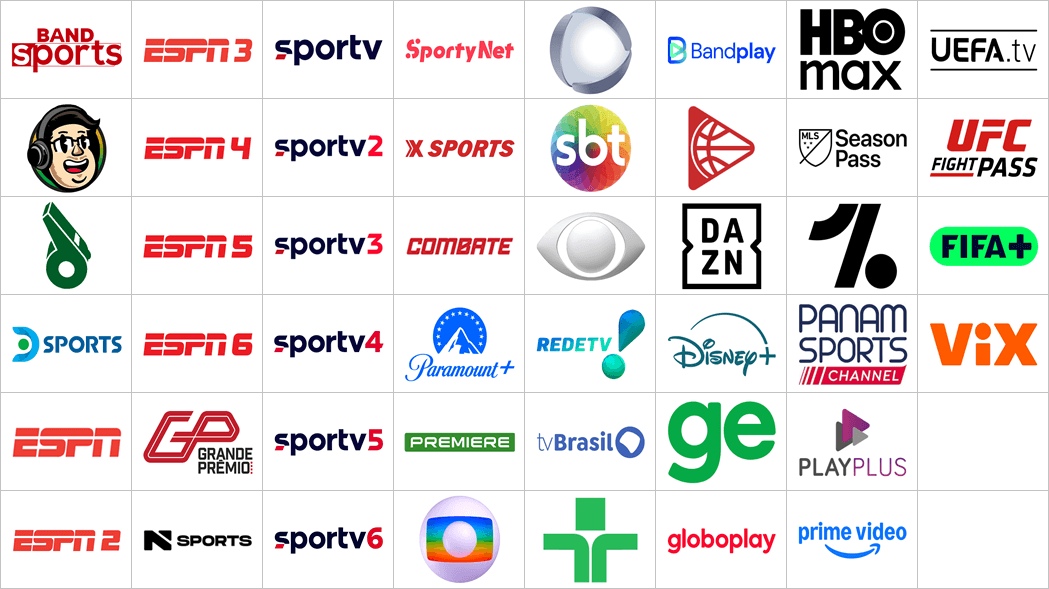 BAND
sports
ESPN 3
sportv
SportyNet
Bandplay
HBO
max
UEFA.tv
ESPN 4
sportv2
X SPORTS
sbt
MLS
Season
Pass
UFC
FIGHT PASS
ESPN 5
sportv3
COMBATE
DA
ZN
1
FIFA+
D SPORTS
ESPN 6
sportv4
Paramount+
REDETV!
Disney+
PANAM
SPORTS
CHANNEL
ViX
ESPN
GP
GRANDE
PRÊMIO
sportv5
PREMIERE
tvBrasil
ge
PLAYPLUS
ESPN 2
N SPORTS
sportv6
globoplay
prime video